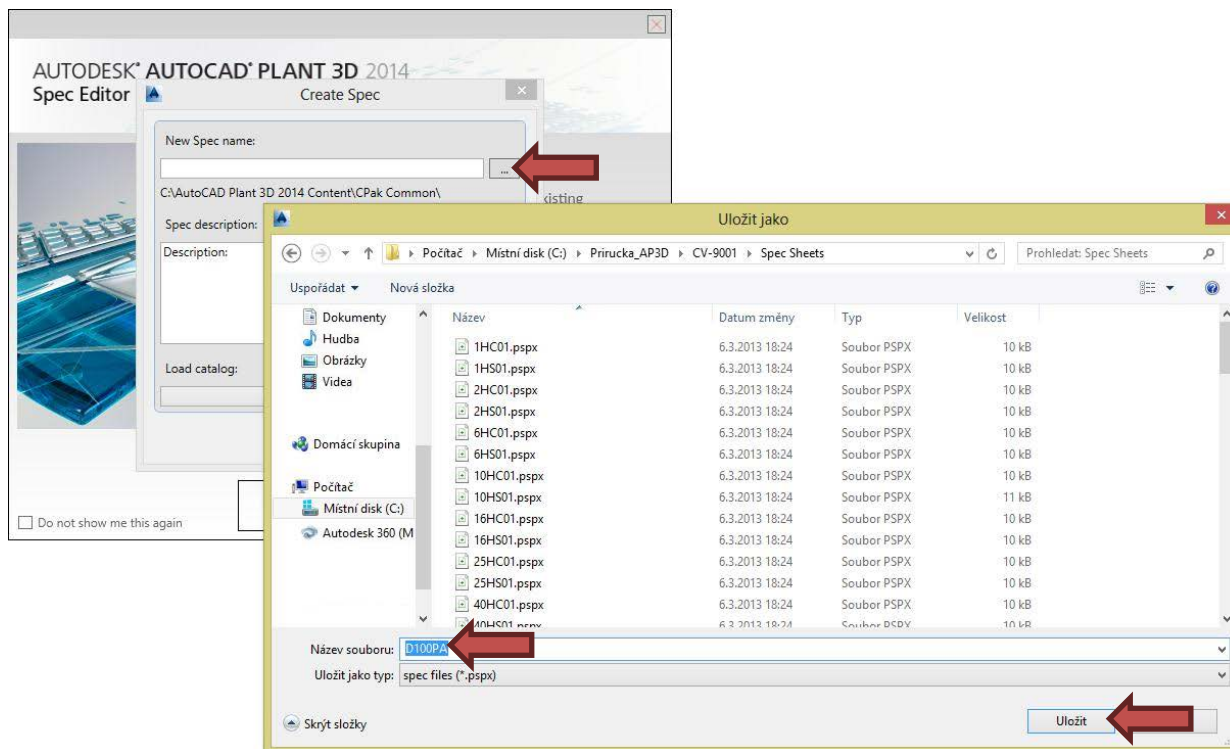 AUTODESK® AUTOCAD® PLANT 3D 2014
Spec Editor
Create Spec
New Spec name:
...
C:\AutoCAD Plant 3D 2014 Content\CPak Common\
xisting
Spec description:
Description:
Load catalog:
Do not show me this again
Uložit jako
Počítač
Místní disk (C:)
Prirucka_AP3D
CV-9001
Spec Sheets
Prohledat: Spec Sheets
Uspořádat
Nová složka
Dokumenty
Hudba
Obrázky
Videa
Domácí skupina
Počítač
Místní disk (C:)
Autodesk 360 (M
Název Datum změny Typ Velikost
1HC01.pspx 6.3.2013 18:24 Soubor PSPX 10 kB
1HS01.pspx 6.3.2013 18:24 Soubor PSPX 10 kB
2HC01.pspx 6.3.2013 18:24 Soubor PSPX 10 kB
2HS01.pspx 6.3.2013 18:24 Soubor PSPX 10 kB
6HC01.pspx 6.3.2013 18:24 Soubor PSPX 10 kB
6HS01.pspx 6.3.2013 18:24 Soubor PSPX 10 kB
10HC01.pspx 6.3.2013 18:24 Soubor PSPX 10 kB
10HS01.pspx 6.3.2013 18:24 Soubor PSPX 11 kB
16HC01.pspx 6.3.2013 18:24 Soubor PSPX 10 kB
16HS01.pspx 6.3.2013 18:24 Soubor PSPX 10 kB
25HC01.pspx 6.3.2013 18:24 Soubor PSPX 10 kB
25HS01.pspx 6.3.2013 18:24 Soubor PSPX 10 kB
40HC01.pspx 6.3.2013 18:24 Soubor PSPX 10 kB
40HS01.pspx 6.3.2013 18:24 Soubor PSPX 10 kB
Název souboru: D100PA
Uložit jako typ: spec files (*.pspx)
Skrýt složky
Uložit